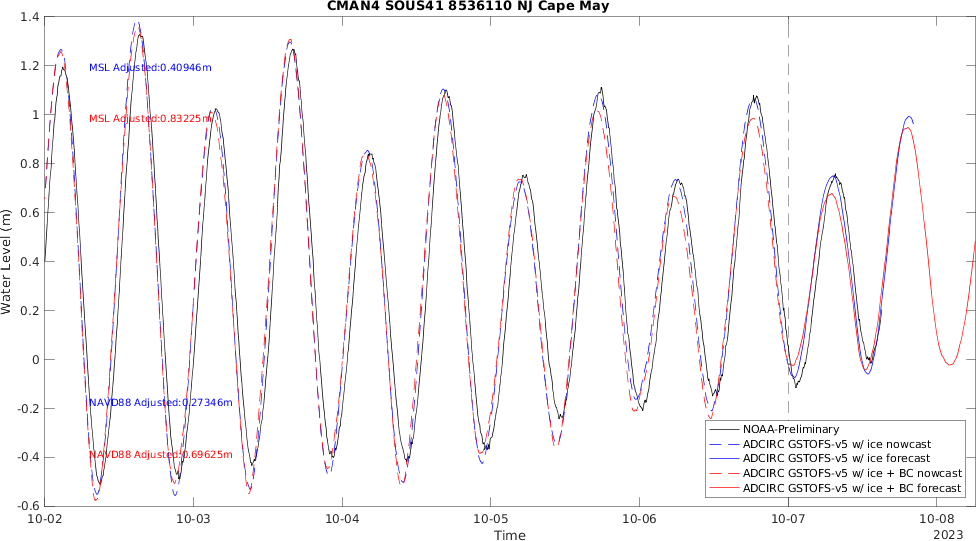 CMAN4 SOUS41 8536110 NJ Cape May
1.4
1.2
1
0.8
0.6
0.4
0.2
0
-0.2
-0.4
-0.6
Water Level (m)
MSL Adjusted:0.40946m
MSL Adjusted:0.83225m
NAVD88 Adjusted:0.27346m
NAVD88 Adjusted:0.69625m
NOAA-Preliminary
ADCIRC GSTOFS-v5 w/ ice nowcast
ADCIRC GSTOFS-v5 w/ ice forecast
ADCIRC GSTOFS-v5 w/ ice + BC nowcast
ADCIRC GSTOFS-v5 w/ ice + BC forecast
10-02 10-03 10-04 10-05 10-06 10-07 10-08
Time
2023